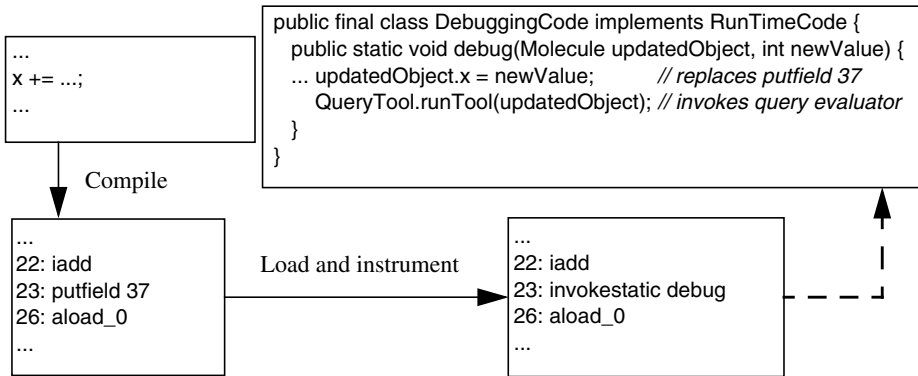 ...
x += ...;
...
public final class DebuggingCode implements RunTimeCode {
public static void debug(Molecule updatedObject, int newValue) {
... updatedObject.x = newValue; // replaces putfield 37
QueryTool.runTool(updatedObject); // invokes query evaluator
}
}
Compile
...
22: iadd
23: putfield 37
26: aload_0
...
Load and instrument
...
22: iadd
23: invokestatic debug
26: aload_0
...